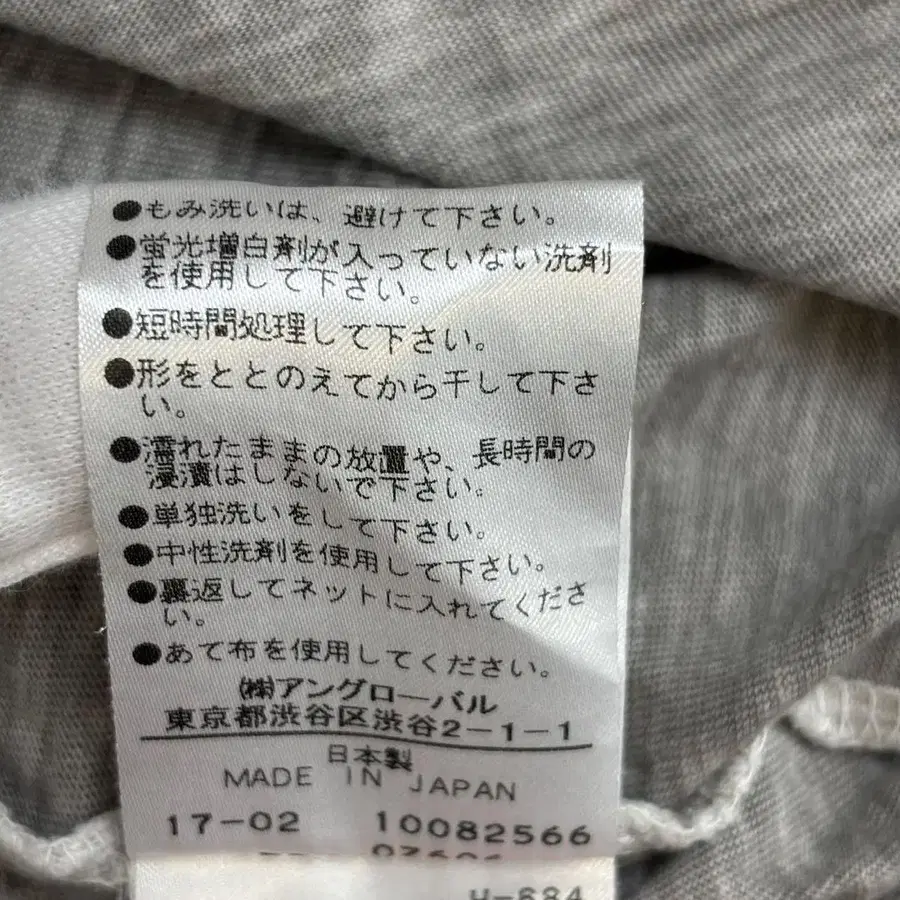 ●もみ洗いは、避けて下さい。
●蛍光増白剤が入っていない洗剤
を使用して下さい。
●短時間処理して下さい。
●形をととのえてから干して下さ
い。
●濡れたままの放置や、長時間の
浸漬はしないで下さい。
●単独洗いをして下さい。
●中性洗剤を使用して下さい。
●裏返してネットに入れてくださ
い。
●あて布を使用してください。
㈱アングローバル
東京都渋谷区渋谷2-1-1
日本製
MADE IN JAPAN
17-02 10082566